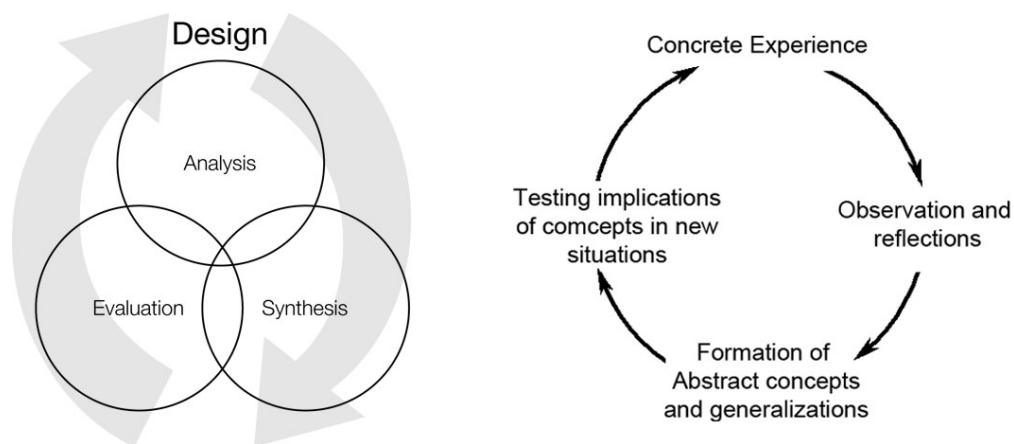 Design
Analysis
Evaluation
Synthesis
Concrete Experience
Observation and
reflections
Formation of
Abstract concepts
and generalizations
Testing implications
of comcepts in new
situations